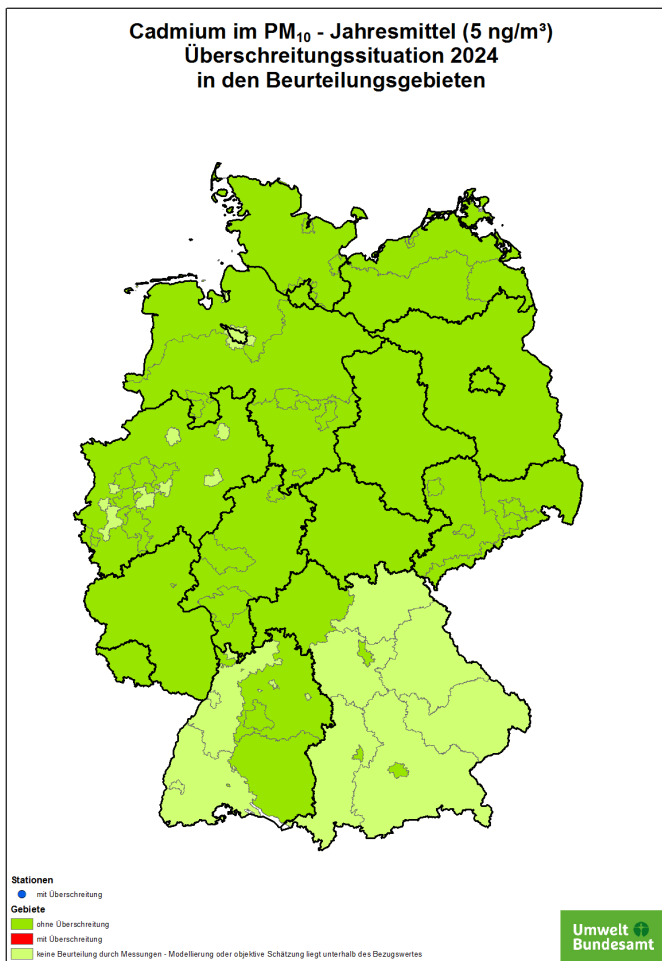 Cadmium im PM₁₀ - Jahresmittel (5 ng/m³)
Überschreitungssituation 2024
in den Beurteilungsgebieten
Stationen
mit Überschreitung
Gebiete
ohne Überschreitung
mit Überschreitung
keine Beurteilung durch Messungen - Modellierung oder objektive Schätzung liegt unterhalb des Bezugswertes
Umwelt
Bundesamt